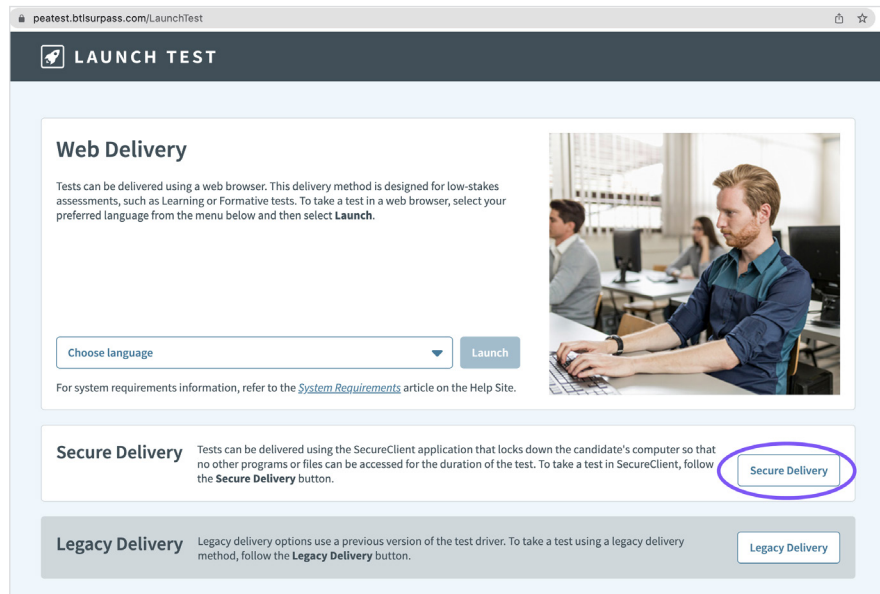 peatest.btlsurpass.com/LaunchTest
LAUNCH TEST
Web Delivery
Tests can be delivered using a web browser. This delivery method is designed for low-stakes
assessments, such as Learning or Formative tests. To take a test in a web browser, select your
preferred language from the menu below and then select Launch.
Choose language
Launch
For system requirements information, refer to the System Requirements article on the Help Site.
Secure Delivery
Tests can be delivered using the SecureClient application that locks down the candidate's computer so that
no other programs or files can be accessed for the duration of the test. To take a test in SecureClient, follow
the Secure Delivery button.
Secure Delivery
Legacy Delivery
Legacy delivery options use a previous version of the test driver. To take a test using a legacy delivery
method, follow the Legacy Delivery button.
Legacy Delivery